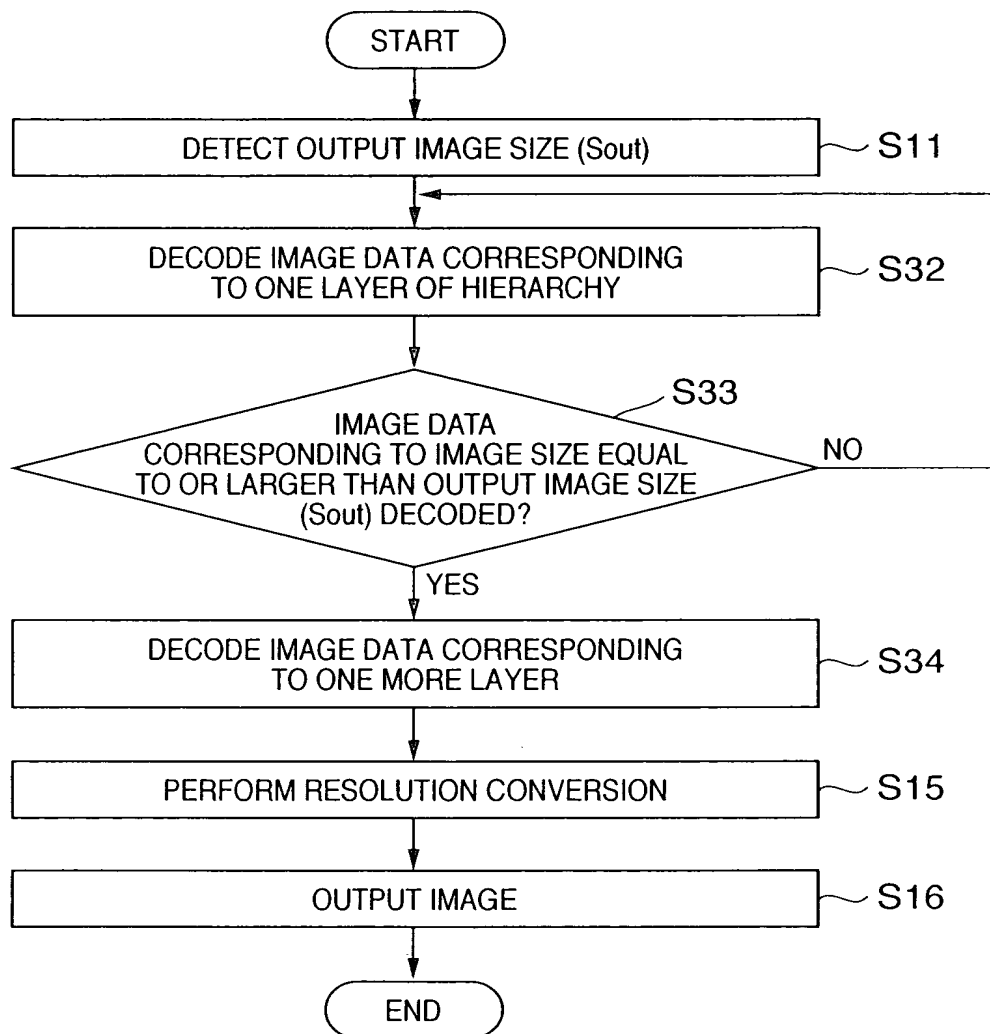 START
DETECT OUTPUT IMAGE SIZE (Sout)
S11
DECODE IMAGE DATA CORRESPONDING
TO ONE LAYER OF HIERARCHY
S32
S33
IMAGE DATA
CORRESPONDING TO IMAGE SIZE EQUAL
TO OR LARGER THAN OUTPUT IMAGE SIZE
(Sout) DECODED?
NO
YES
DECODE IMAGE DATA CORRESPONDING
TO ONE MORE LAYER
S34
PERFORM RESOLUTION CONVERSION
S15
OUTPUT IMAGE
S16
END